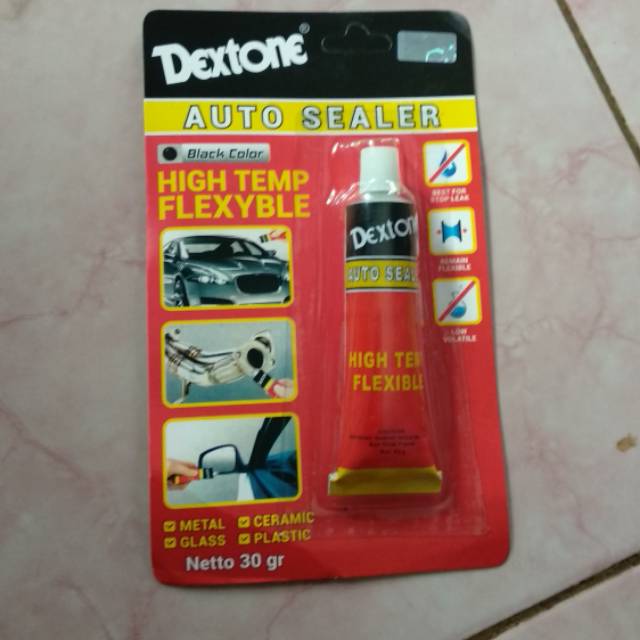 Dextone®
AUTO SEALER
Black Color
HIGH TEMP
FLEXYBLE
BEST FOR
STOP LEAK
REMAIN
FLEXIBLE
LOW
VOLATILE
Dextone
AUTO SEAL
HIGH TEM
FLEXIBLE
METAL
CERAMIC
GLASS
PLASTIC
Netto 30 gr